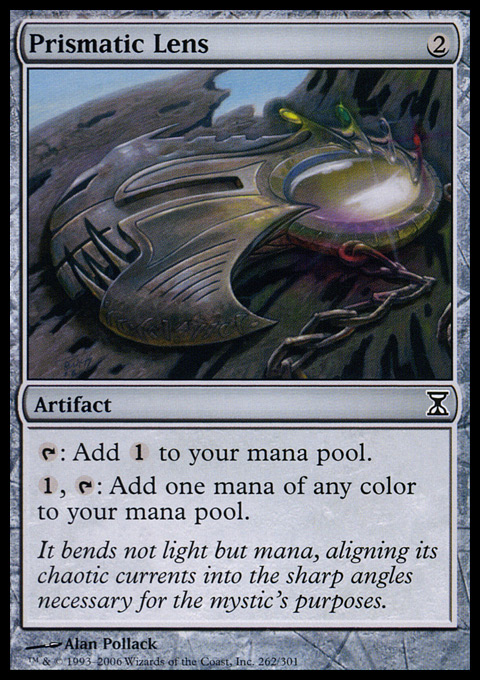 Prismatic Lens 2
Artifact
: Add 1 to your mana pool.
1, : Add one mana of any color
to your mana pool.
It bends not light but mana, aligning its
chaotic currents into the sharp angles
necessary for the mystic's purposes.
Alan Pollack
™ & © 1993–2006 Wizards of the Coast, Inc. 262/301